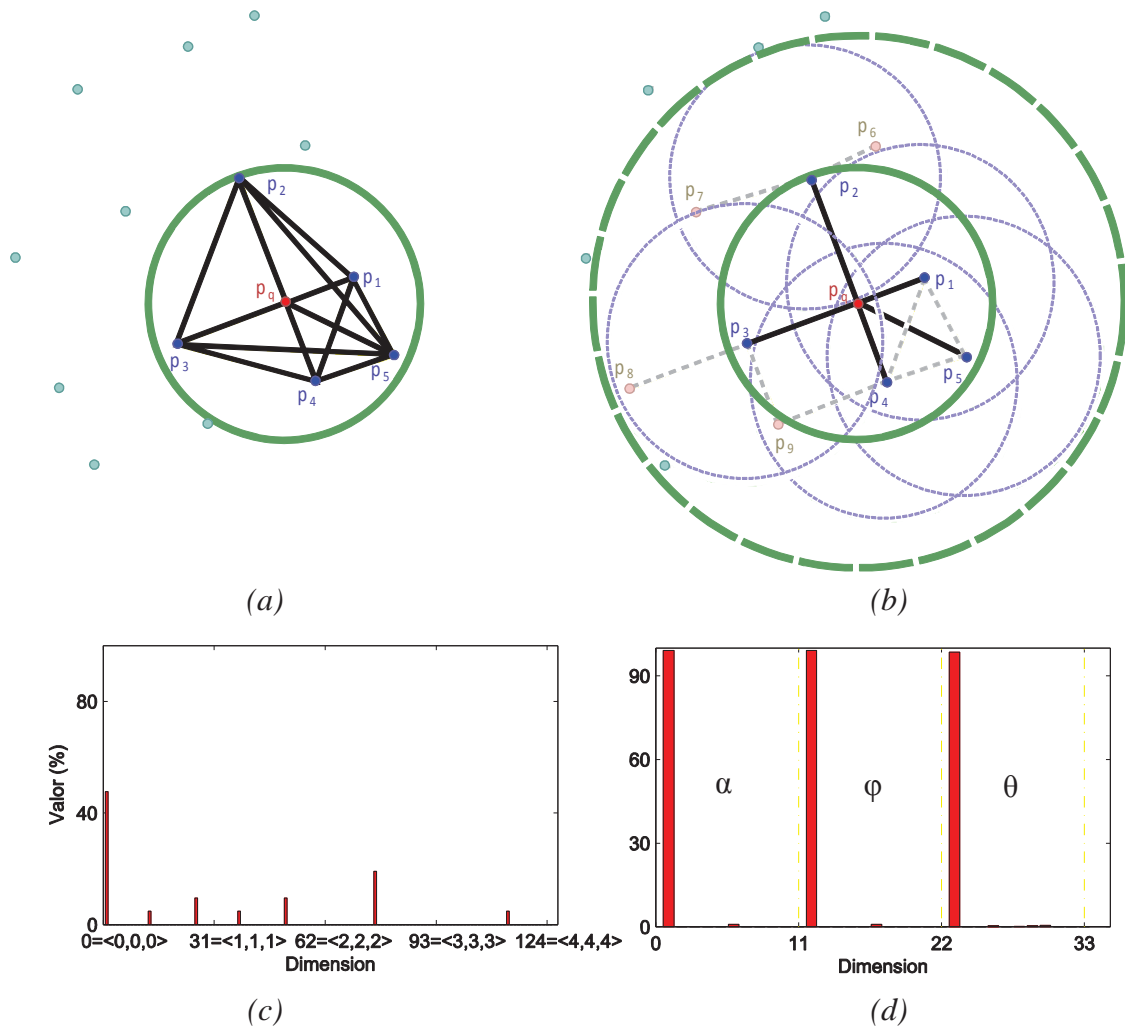 p2
p1
pq
p3
p4
p5
(a)
p6
p7
p2
p1
pq
p3
p8
p4
p5
p9
(b)
80
40
0
Valor (%)
0=<0,0,0> 31=<1,1,1> 62=<2,2,2> 93=<3,3,3> 124=<4,4,4>
Dimension
(c)
90
60
30
0
α φ θ
0 11 22 33
Dimension
(d)